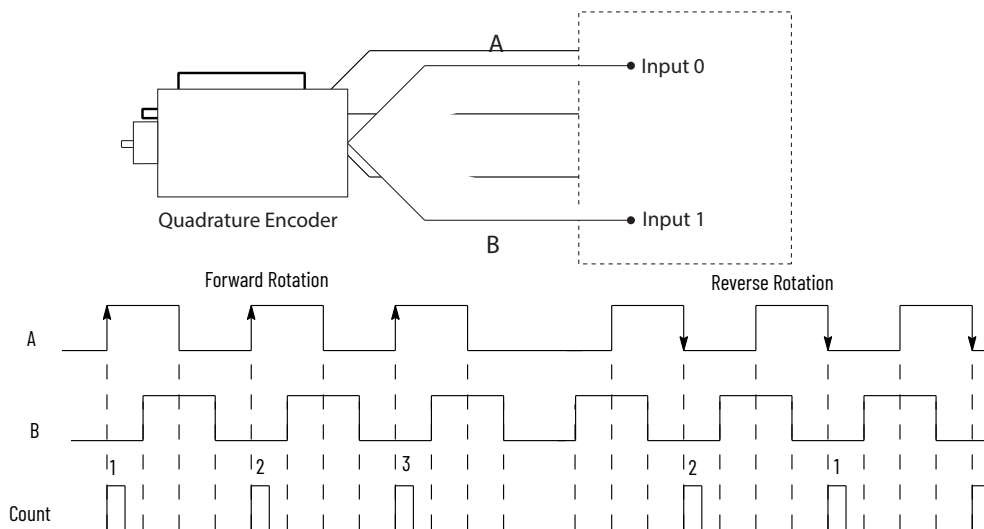 A
Input 0
Quadrature Encoder
Input 1
B
Forward Rotation
Reverse Rotation
A
B
1
2
3
2
1
Count